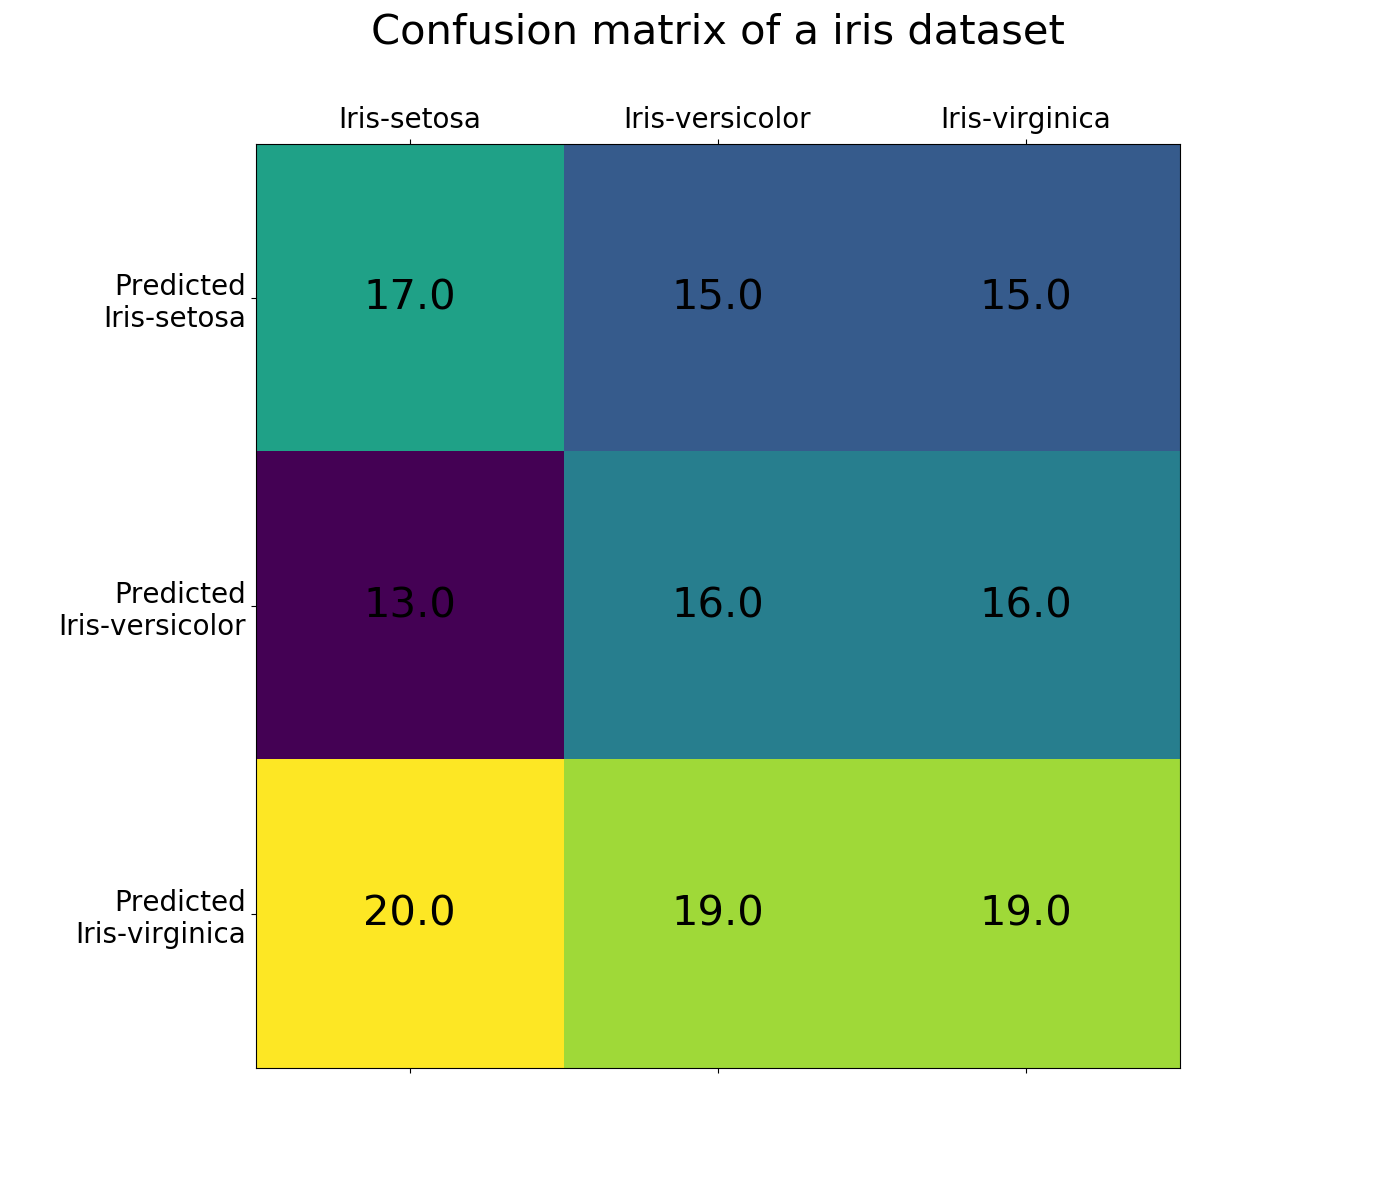 Confusion matrix of a iris dataset
Iris-setosa Iris-versicolor Iris-virginica
Predicted
Iris-setosa
17.0 15.0 15.0
Predicted
Iris-versicolor
13.0 16.0 16.0
Predicted
Iris-virginica
20.0 19.0 19.0